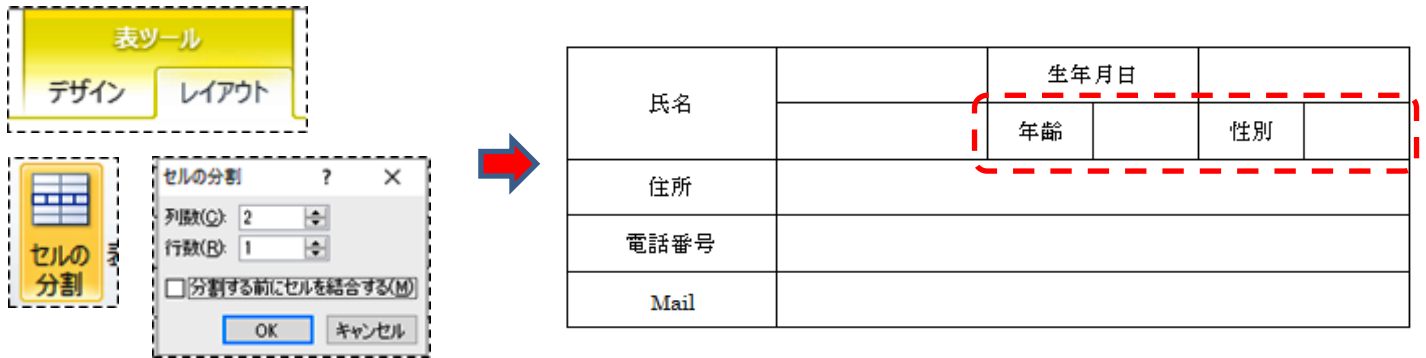 表ツール
デザイン レイアウト
セルの
分割
セルの分割 ? ×
列数(C): 2
行数(R): 1
分割する前にセルを結合する(M)
OK キャンセル
氏名 生年月日
年齢 性別
住所
電話番号
Mail